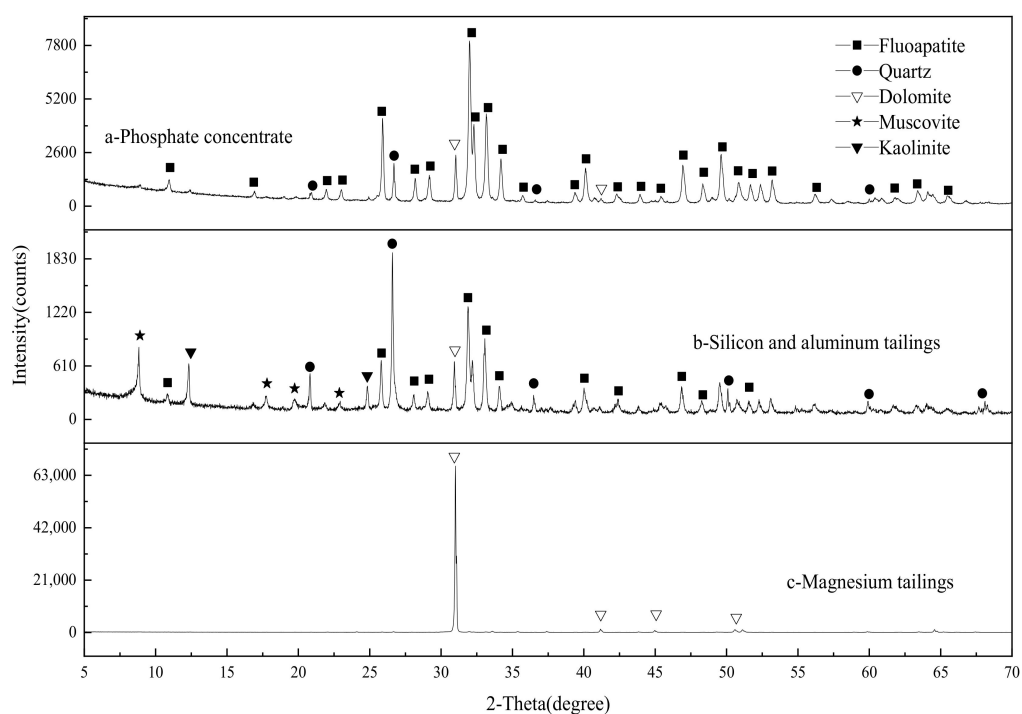 7800
5200
2600
0
a-Phosphate concentrate
Fluoapatite
Quartz
Dolomite
Muscovite
Kaolinite
1830
1220
610
0
b-Silicon and aluminum tailings
Intensity(counts)
63,000
42,000
21,000
0
c-Magnesium tailings
5 10 15 20 25 30 35 40 45 50 55 60 65 70
2-Theta(degree)